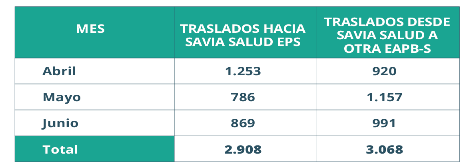 MES TRASLADOS HACIA SAVIA SALUD EPS TRASLADOS DESDE SAVIA SALUD A OTRA EAPB-S
Abril 1.253 920
Mayo 786 1.157
Junio 869 991
Total 2.908 3.068